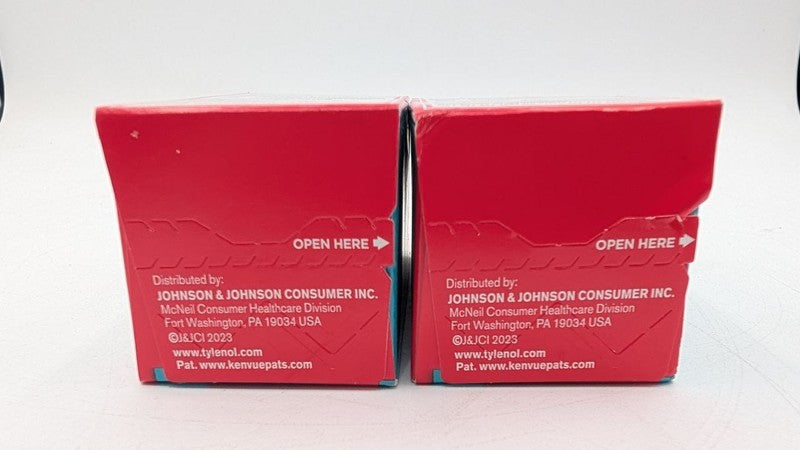 OPEN HERE
Distributed by:
JOHNSON & JOHNSON CONSUMER INC.
McNeil Consumer Healthcare Division
Fort Washington, PA 19034 USA
©J&JCI 2023
www.tylenol.com
Pat. www.kenvuepats.com
OPEN HERE
Distributed by:
JOHNSON & JOHNSON CONSUMER INC.
McNeil Consumer Healthcare Division
Fort Washington, PA 19034 USA
©J&JCI 2023
www.tylenol.com
Pat. www.kenvuepats.com